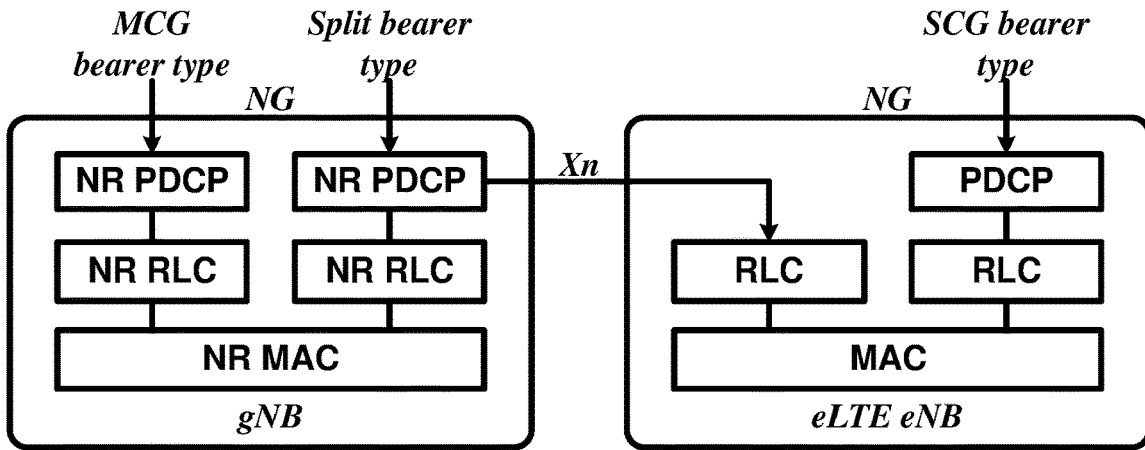 MCG
bearer type
Split bearer
type
SCG bearer
type
NG
NG
NR PDCP
NR PDCP
Xn
PDCP
NR RLC
NR RLC
RLC
RLC
NR MAC
MAC
gNB
eLTE eNB